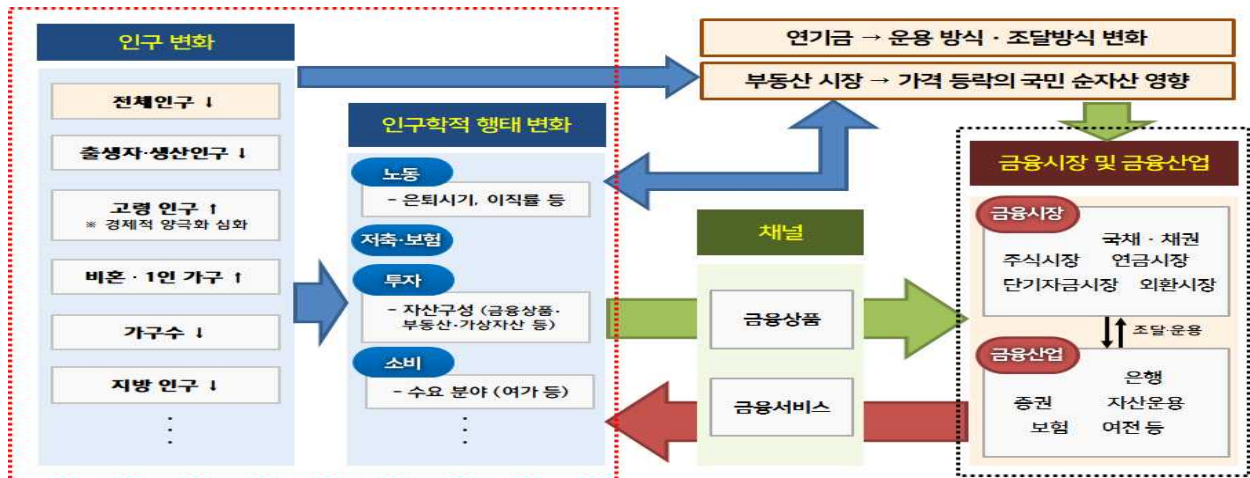 인구 변화
전체인구 ↓
출생자·생산인구 ↓
고령 인구 ↑
※ 경제적 양극화 심화
비혼 · 1인 가구 ↑
가구수 ↓
지방 인구 ↓
인구학적 행태 변화
노동
- 은퇴시기, 이직률 등
저축·보험
투자
- 자산구성 (금융상품·
부동산·가상자산 등)
소비
- 수요 분야 (여가 등)
연기금 → 운용 방식 · 조달방식 변화
부동산 시장 → 가격 등락의 국민 순자산 영향
채널
금융상품
금융서비스
금융시장 및 금융산업
금융시장
국채 · 채권
주식시장 연금시장
단기자금시장 외환시장
조달·운용
금융산업
은행
증권 자산운용
보험 여전 등